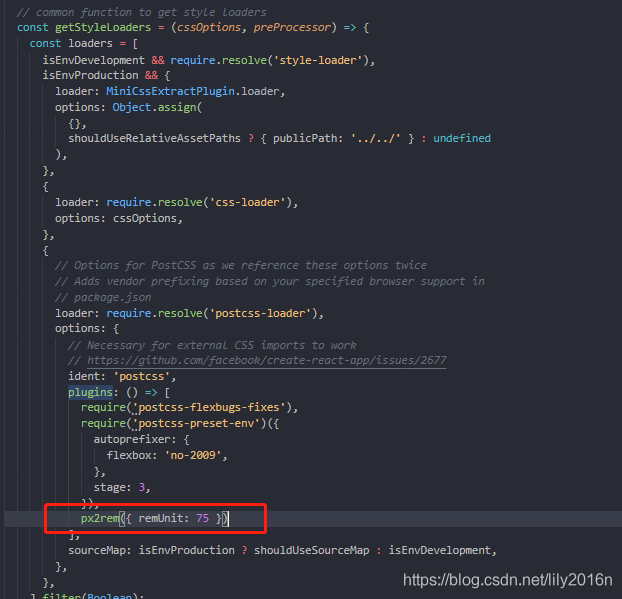 // common function to get style loaders
const getStyleLoaders = (cssOptions, preProcessor) => {
const loaders = [
isEnvDevelopment && require.resolve('style-loader'),
isEnvProduction && {
loader: MiniCssExtractPlugin.loader,
options: Object.assign(
{},
shouldUseRelativeAssetPaths ? { publicPath: '../../' } : undefined
),
},
{
loader: require.resolve('css-loader'),
options: cssOptions,
},
{
// Options for PostCSS as we reference these options twice
// Adds vendor prefixing based on your specified browser support in
// package.json
loader: require.resolve('postcss-loader'),
options: {
// Necessary for external CSS imports to work
// https://github.com/facebook/create-react-app/issues/2677
ident: 'postcss',
plugins: () => [
require('postcss-flexbugs-fixes'),
require('postcss-preset-env')({
autoprefixer: {
flexbox: 'no-2009',
},
stage: 3,
}),
px2rem({ remUnit: 75 })
],
sourceMap: isEnvProduction ? shouldUseSourceMap : isEnvDevelopment,
},
},
].filter(Boolean);
https://blog.csdn.net/lily2016n